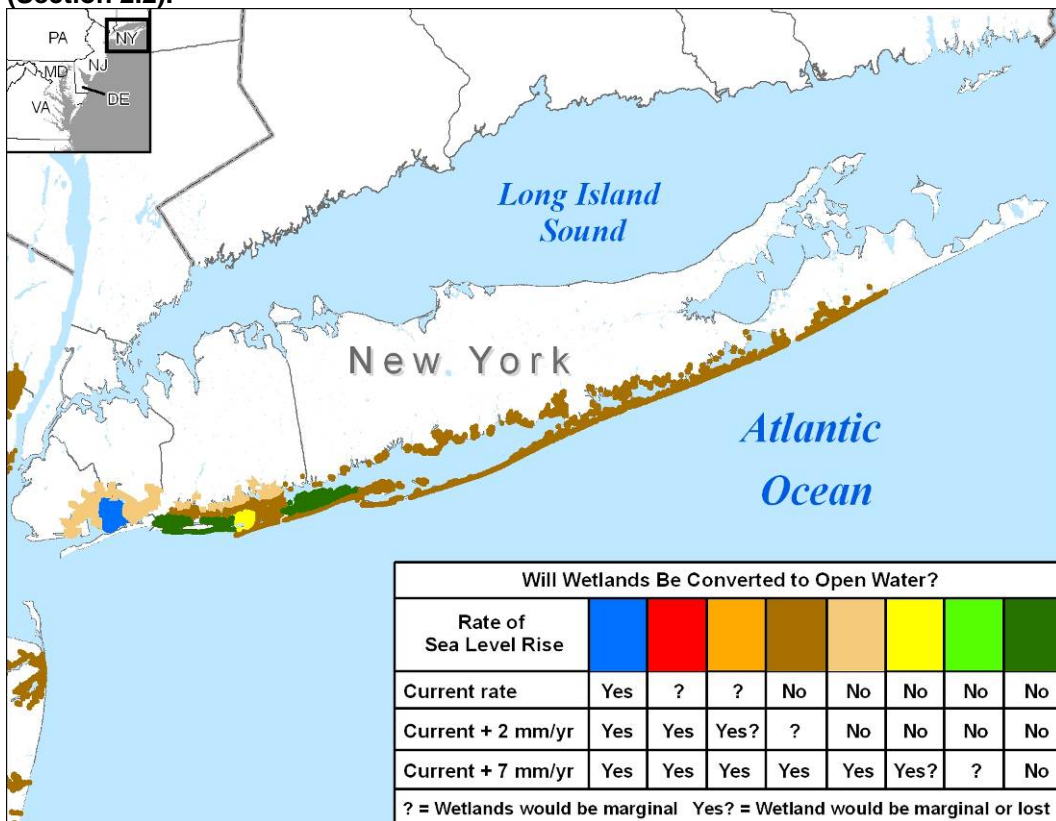 (Section 2.2).
PA
NY
MD
NJ
DE
VA
Long Island
Sound
New York
Atlantic
Ocean
Will Wetlands Be Converted to Open Water?
Rate of
Sea Level Rise
Current rate Yes ? ? No No No No No
Current + 2 mm/yr Yes Yes Yes? ? No No No No
Current + 7 mm/yr Yes Yes Yes Yes Yes Yes? ? No
? = Wetlands would be marginal Yes? = Wetland would be marginal or lost